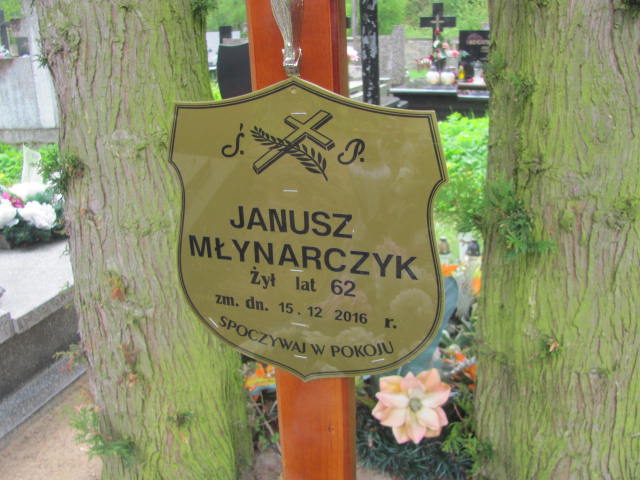 Ś. P.
JANUSZ
MŁYNARCZYK
Żył lat 62
zm. dn. 15.12 2016 r.
SPOCZYWAJ W POKOJU